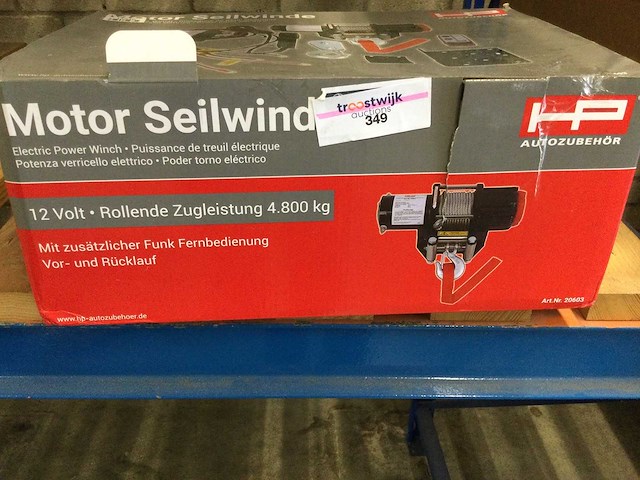 Motor Seilwinde
Motor Seilwind
troostwijk
auctions
349
HP
AUTOZUBEHÖR
Electric Power Winch • Puissance de treuil électrique
Potenza verricello elettrico • Poder torno eléctrico
12 Volt • Rollende Zugleistung 4.800 kg
Mit zusätzlicher Funk Fernbedienung
Vor- und Rücklauf
Art.Nr. 20603
www.hp-autozubehoer.de